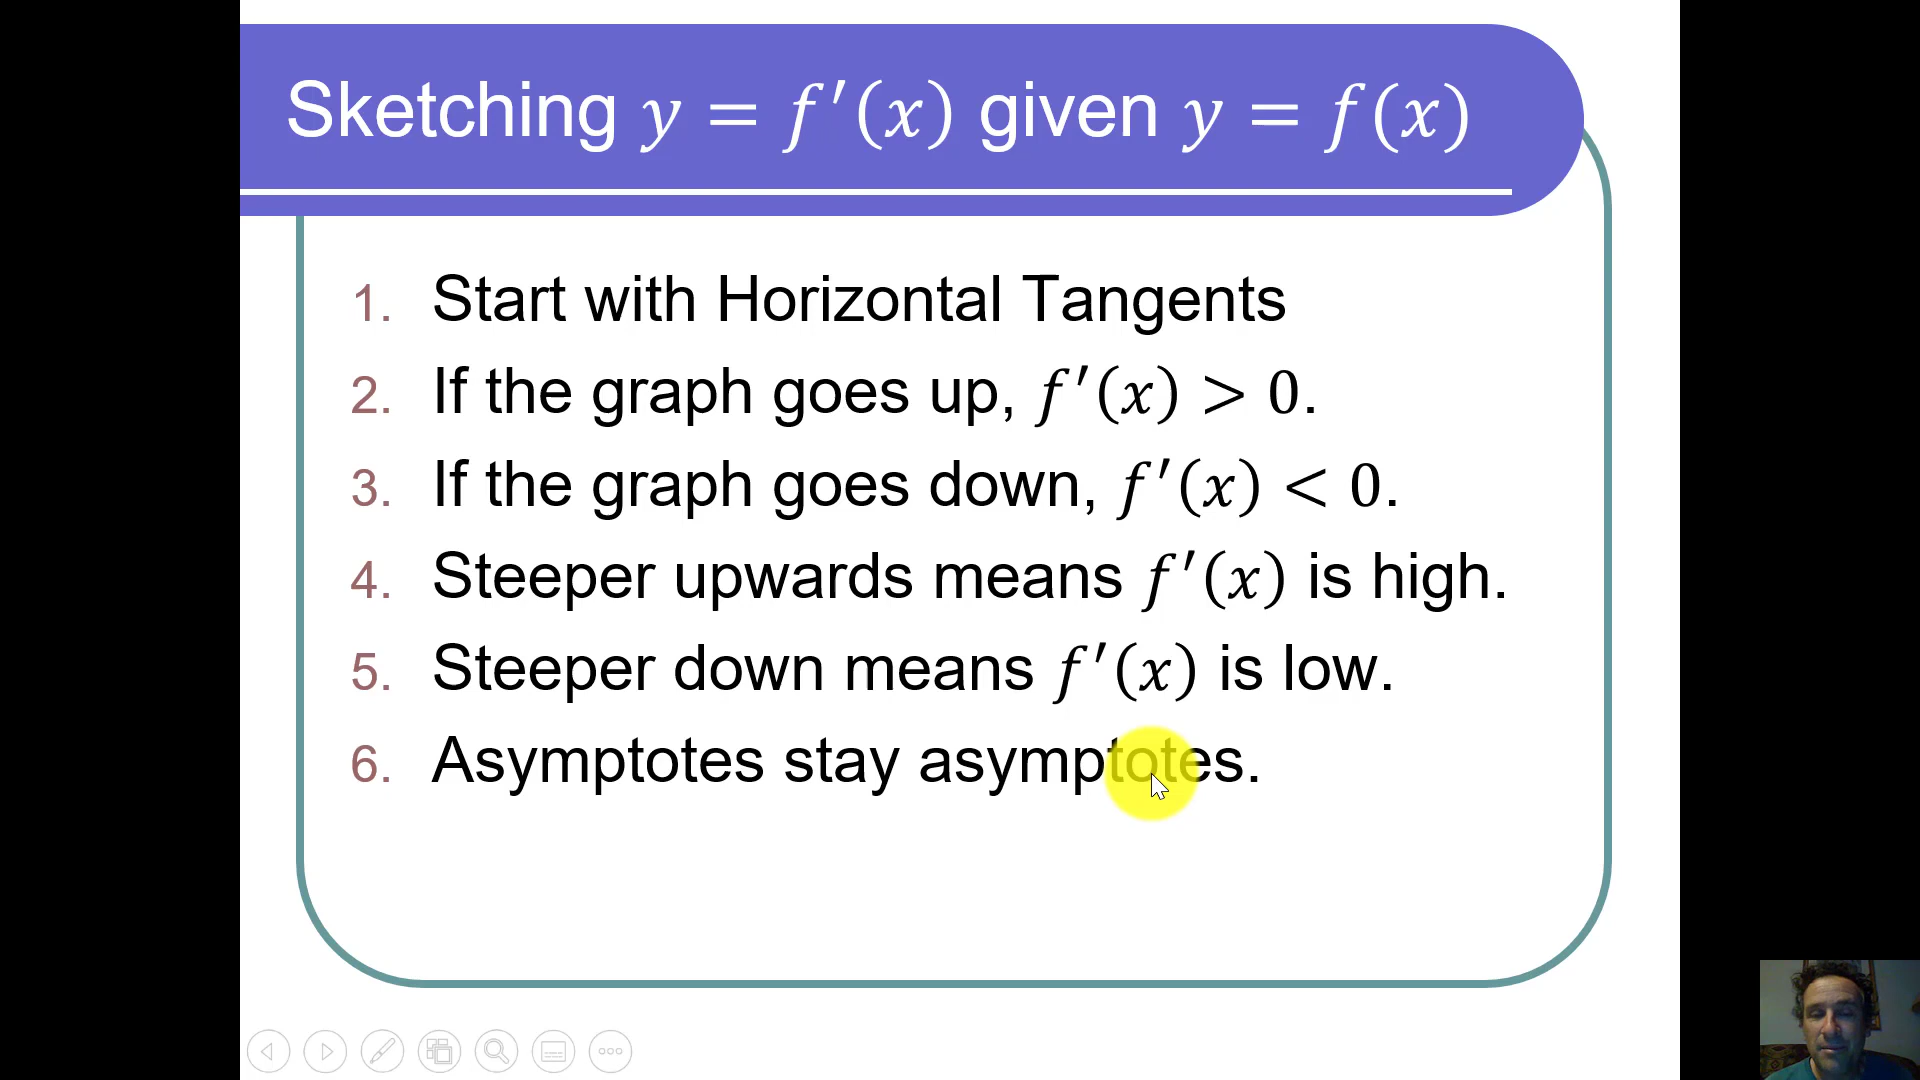 Sketching y = f′(x) given y = f(x)
1. Start with Horizontal Tangents
2. If the graph goes up, f′(x) > 0.
3. If the graph goes down, f′(x) < 0.
4. Steeper upwards means f′(x) is high.
5. Steeper down means f′(x) is low.
6. Asymptotes stay asymptotes.